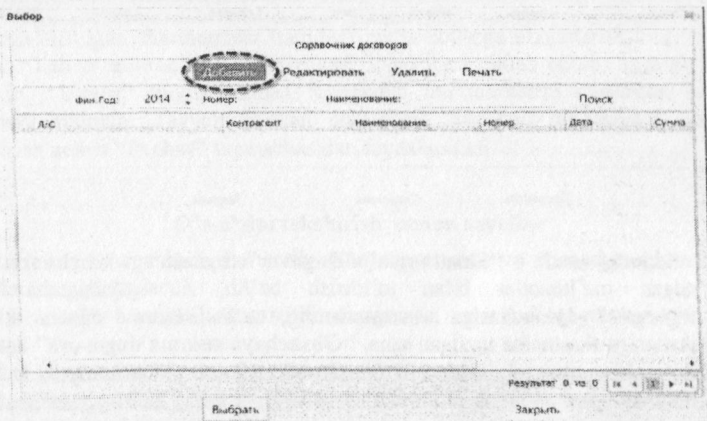 Выбор
Справочник договоров
Добавить Редактировать Удалить Печать
Фин.Год: 2014 Номер: Наименование: Поиск
Л/С Контрагент Наименование Номер Дата Сумма
Результат 0 из 0
Выбрать Закрыть